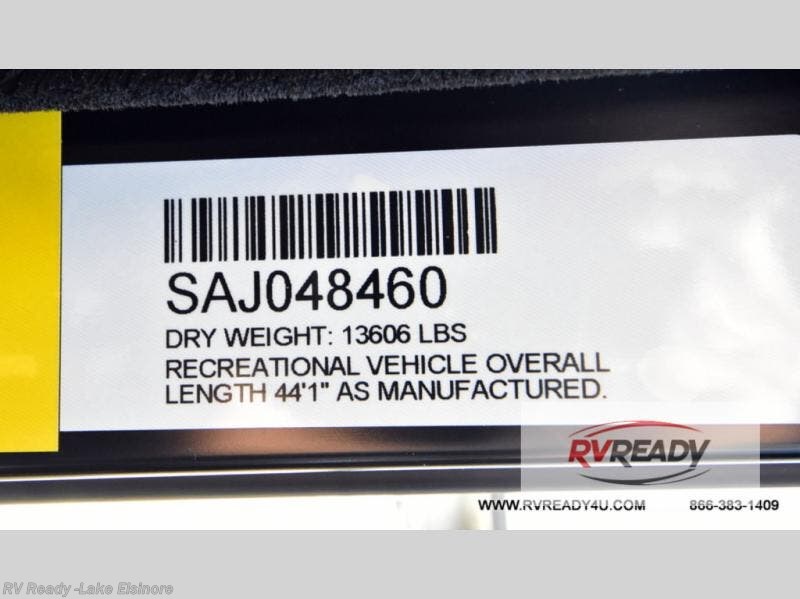 SAJ048460
DRY WEIGHT: 13606 LBS
RECREATIONAL VEHICLE OVERALL
LENGTH 44'1" AS MANUFACTURED.
RVREADY
WWW.RVREADY4U.COM 866-383-1409
RV Ready -Lake Elsinore